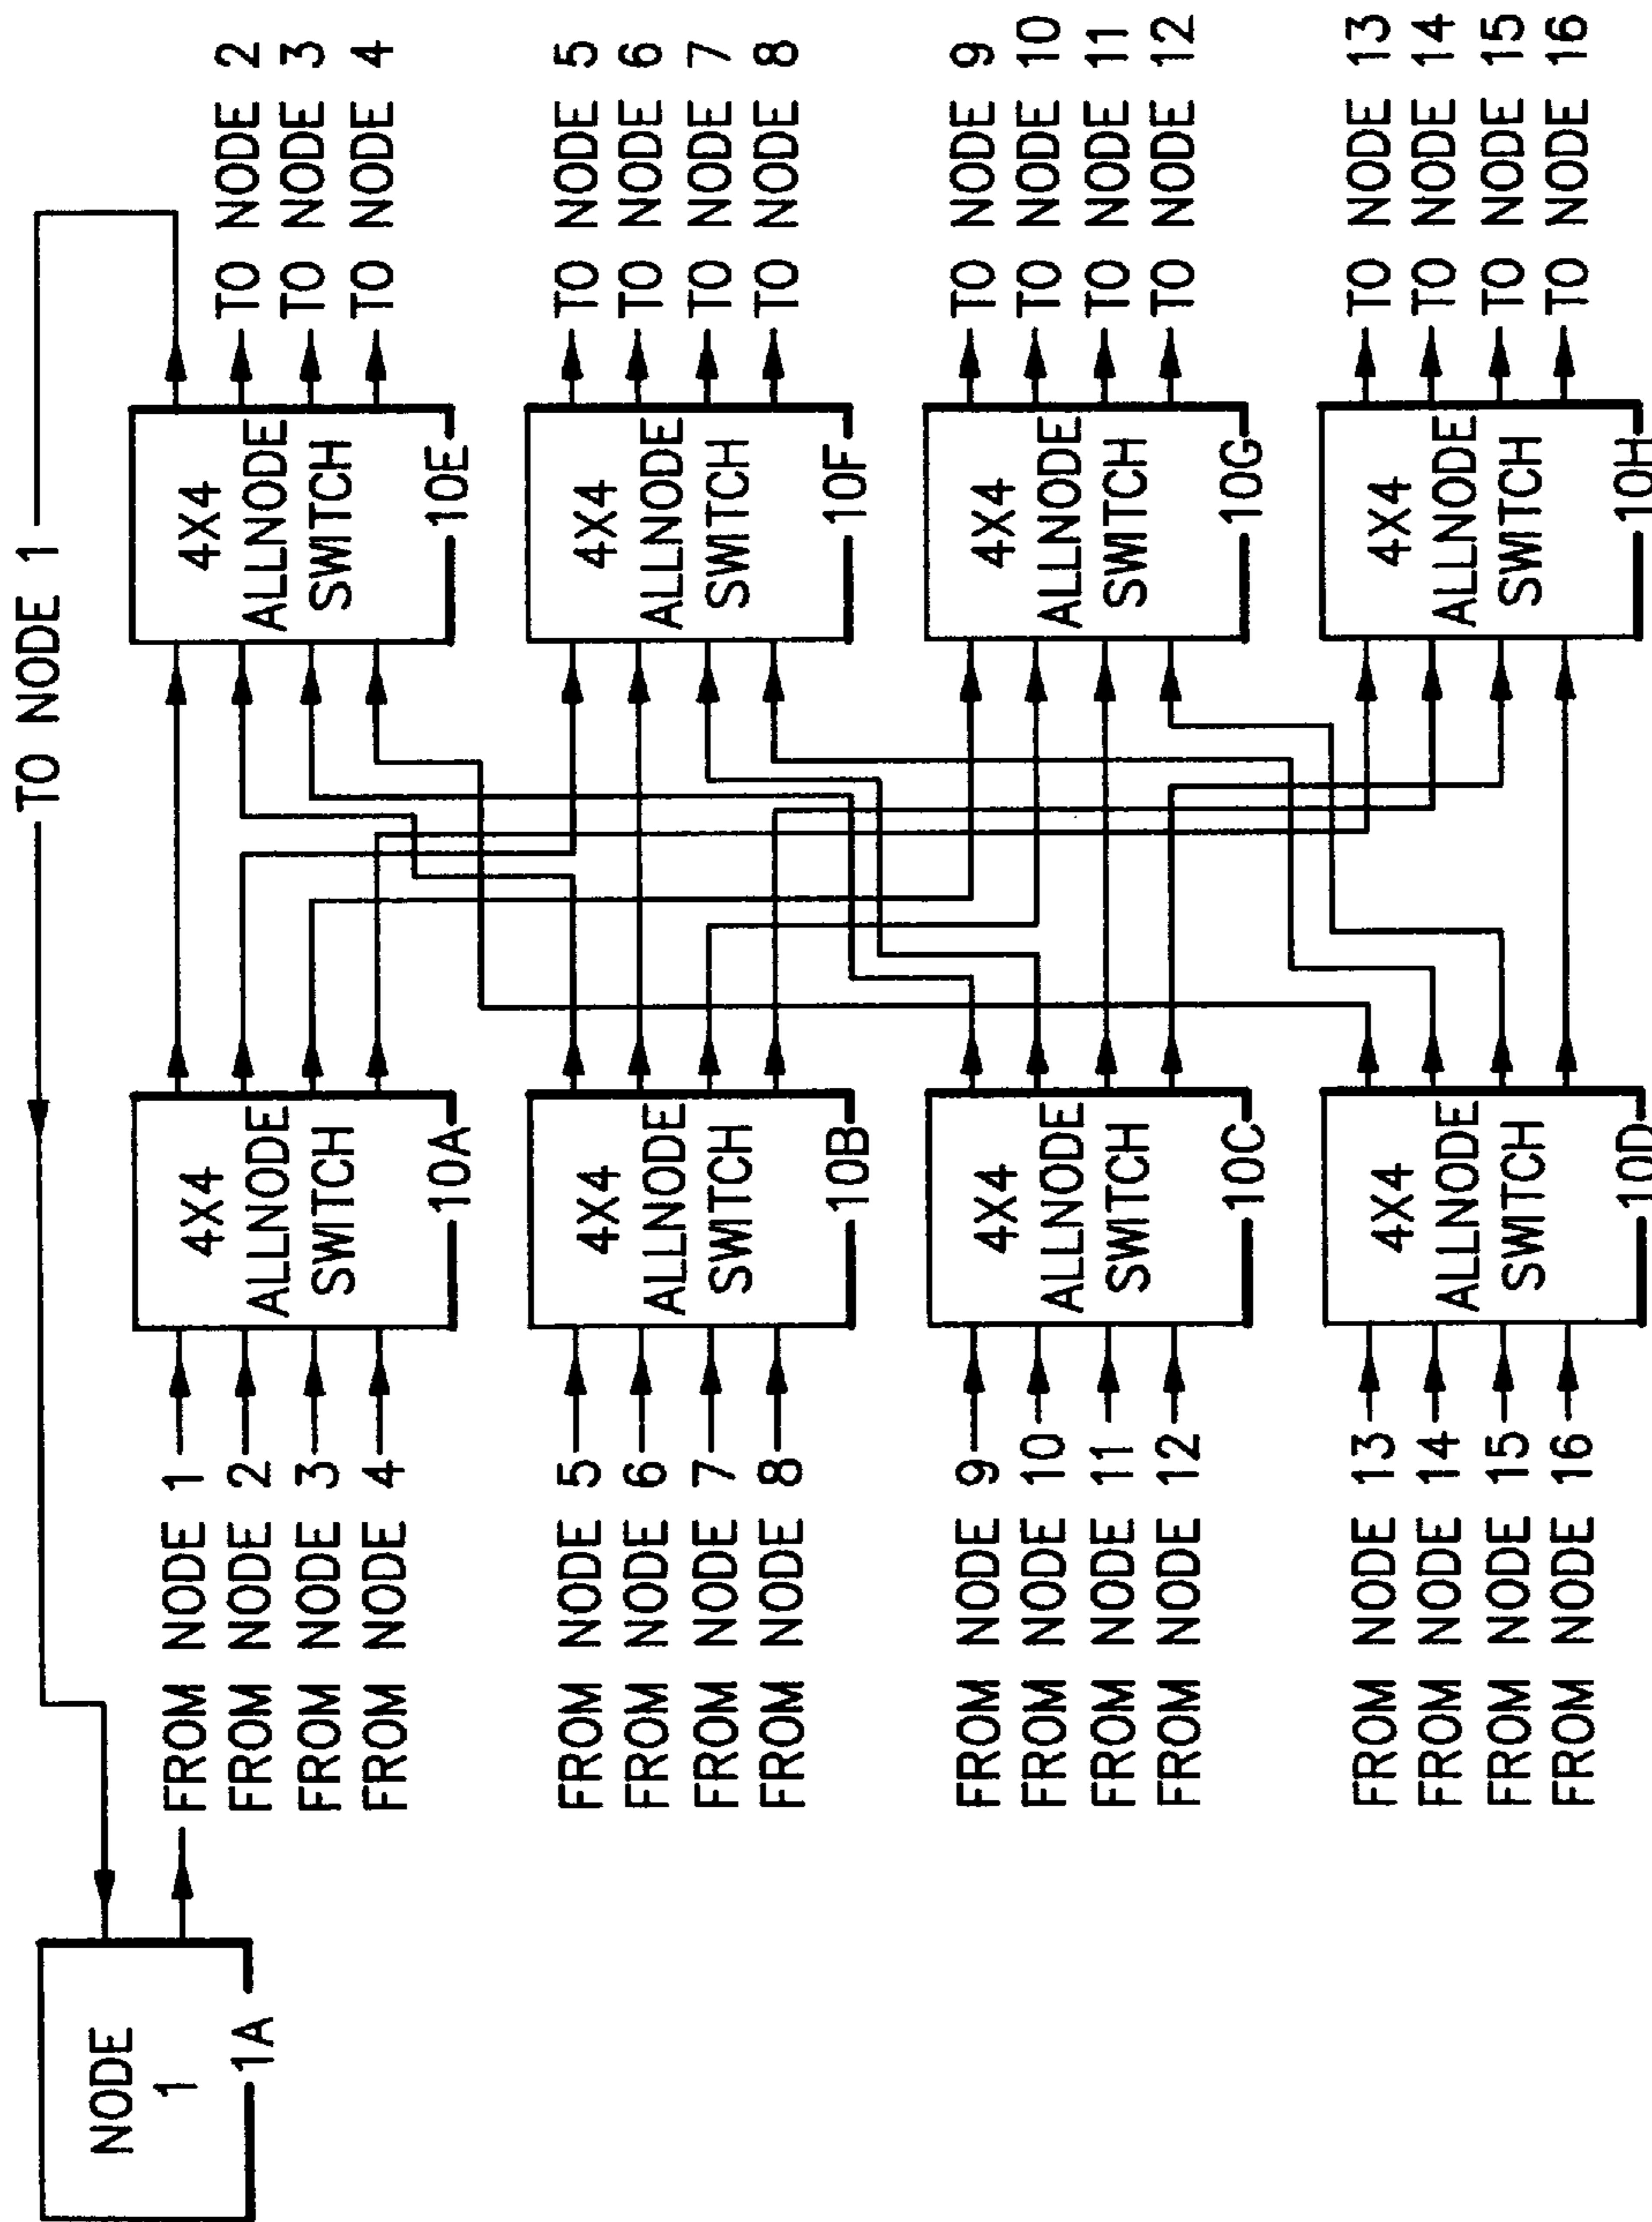 TO NODE 1
NODE
1
1A
FROM NODE 1
FROM NODE 2
FROM NODE 3
FROM NODE 4
4X4
ALLNODE
SWITCH
10A
4X4
ALLNODE
SWITCH
10E
TO NODE 2
TO NODE 3
TO NODE 4
FROM NODE 5
FROM NODE 6
FROM NODE 7
FROM NODE 8
4X4
ALLNODE
SWITCH
10B
4X4
ALLNODE
SWITCH
10F
TO NODE 5
TO NODE 6
TO NODE 7
TO NODE 8
FROM NODE 9
FROM NODE 10
FROM NODE 11
FROM NODE 12
4X4
ALLNODE
SWITCH
10C
4X4
ALLNODE
SWITCH
10G
TO NODE 9
TO NODE 10
TO NODE 11
TO NODE 12
FROM NODE 13
FROM NODE 14
FROM NODE 15
FROM NODE 16
4X4
ALLNODE
SWITCH
10D
4X4
ALLNODE
SWITCH
10H
TO NODE 13
TO NODE 14
TO NODE 15
TO NODE 16